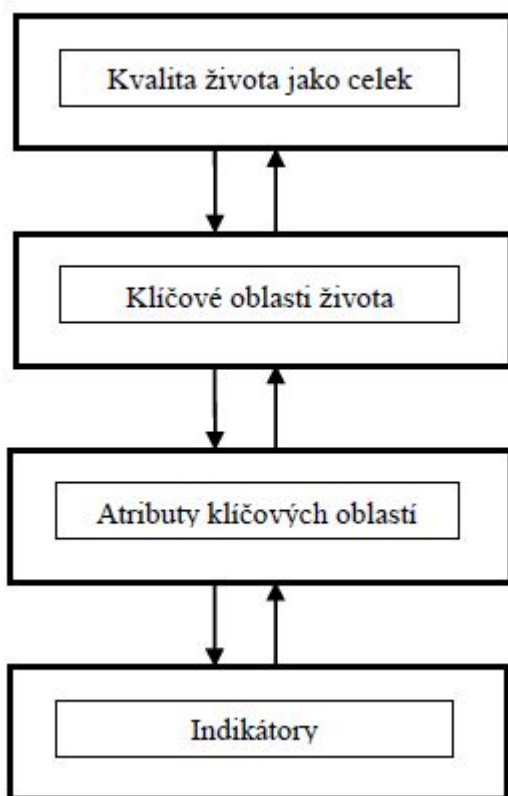 Kvalita života jako celek
Klíčové oblasti života
Atributy klíčových oblastí
Indikátory